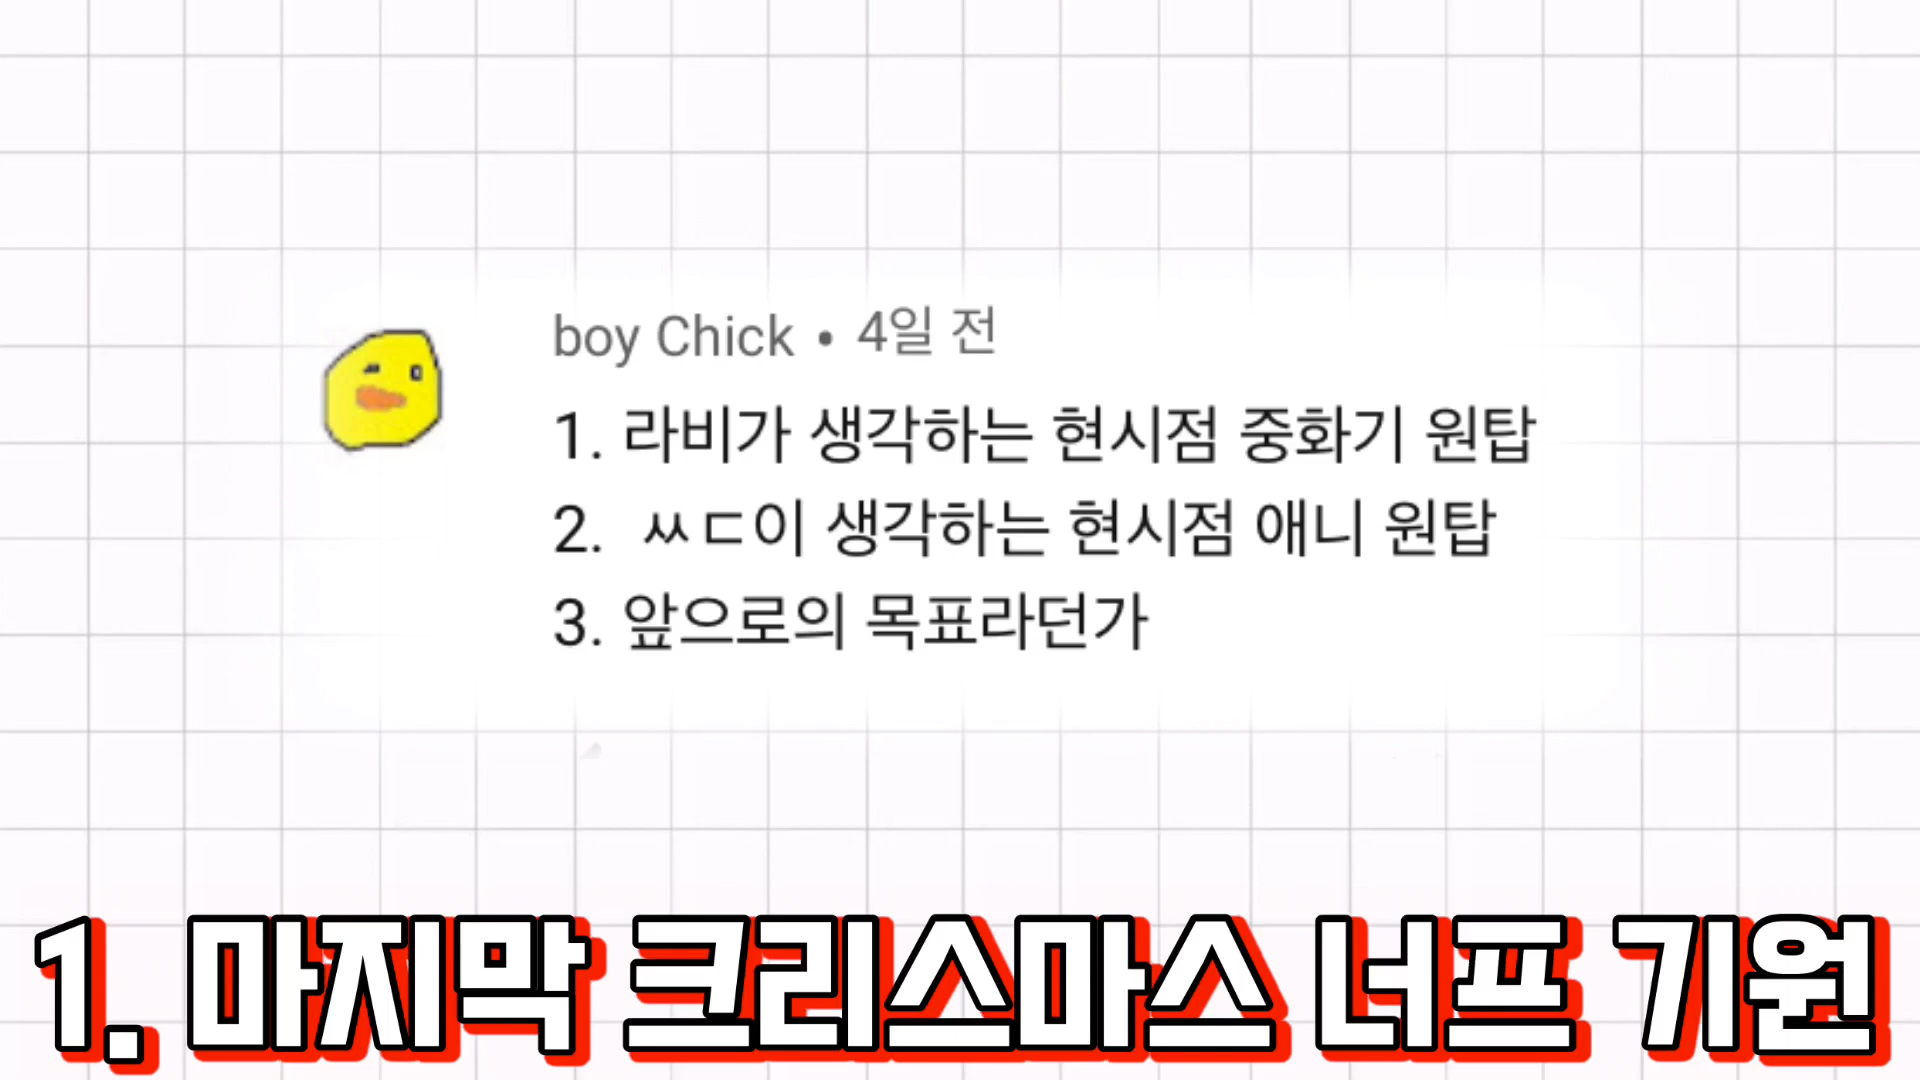 boy Chick • 4일 전
1. 라비가 생각하는 현시점 중화기 원탑
2. ㅆㄷ이 생각하는 현시점 애니 원탑
3. 앞으로의 목표라던가
1. 마지막 크리스마스 너프 기원